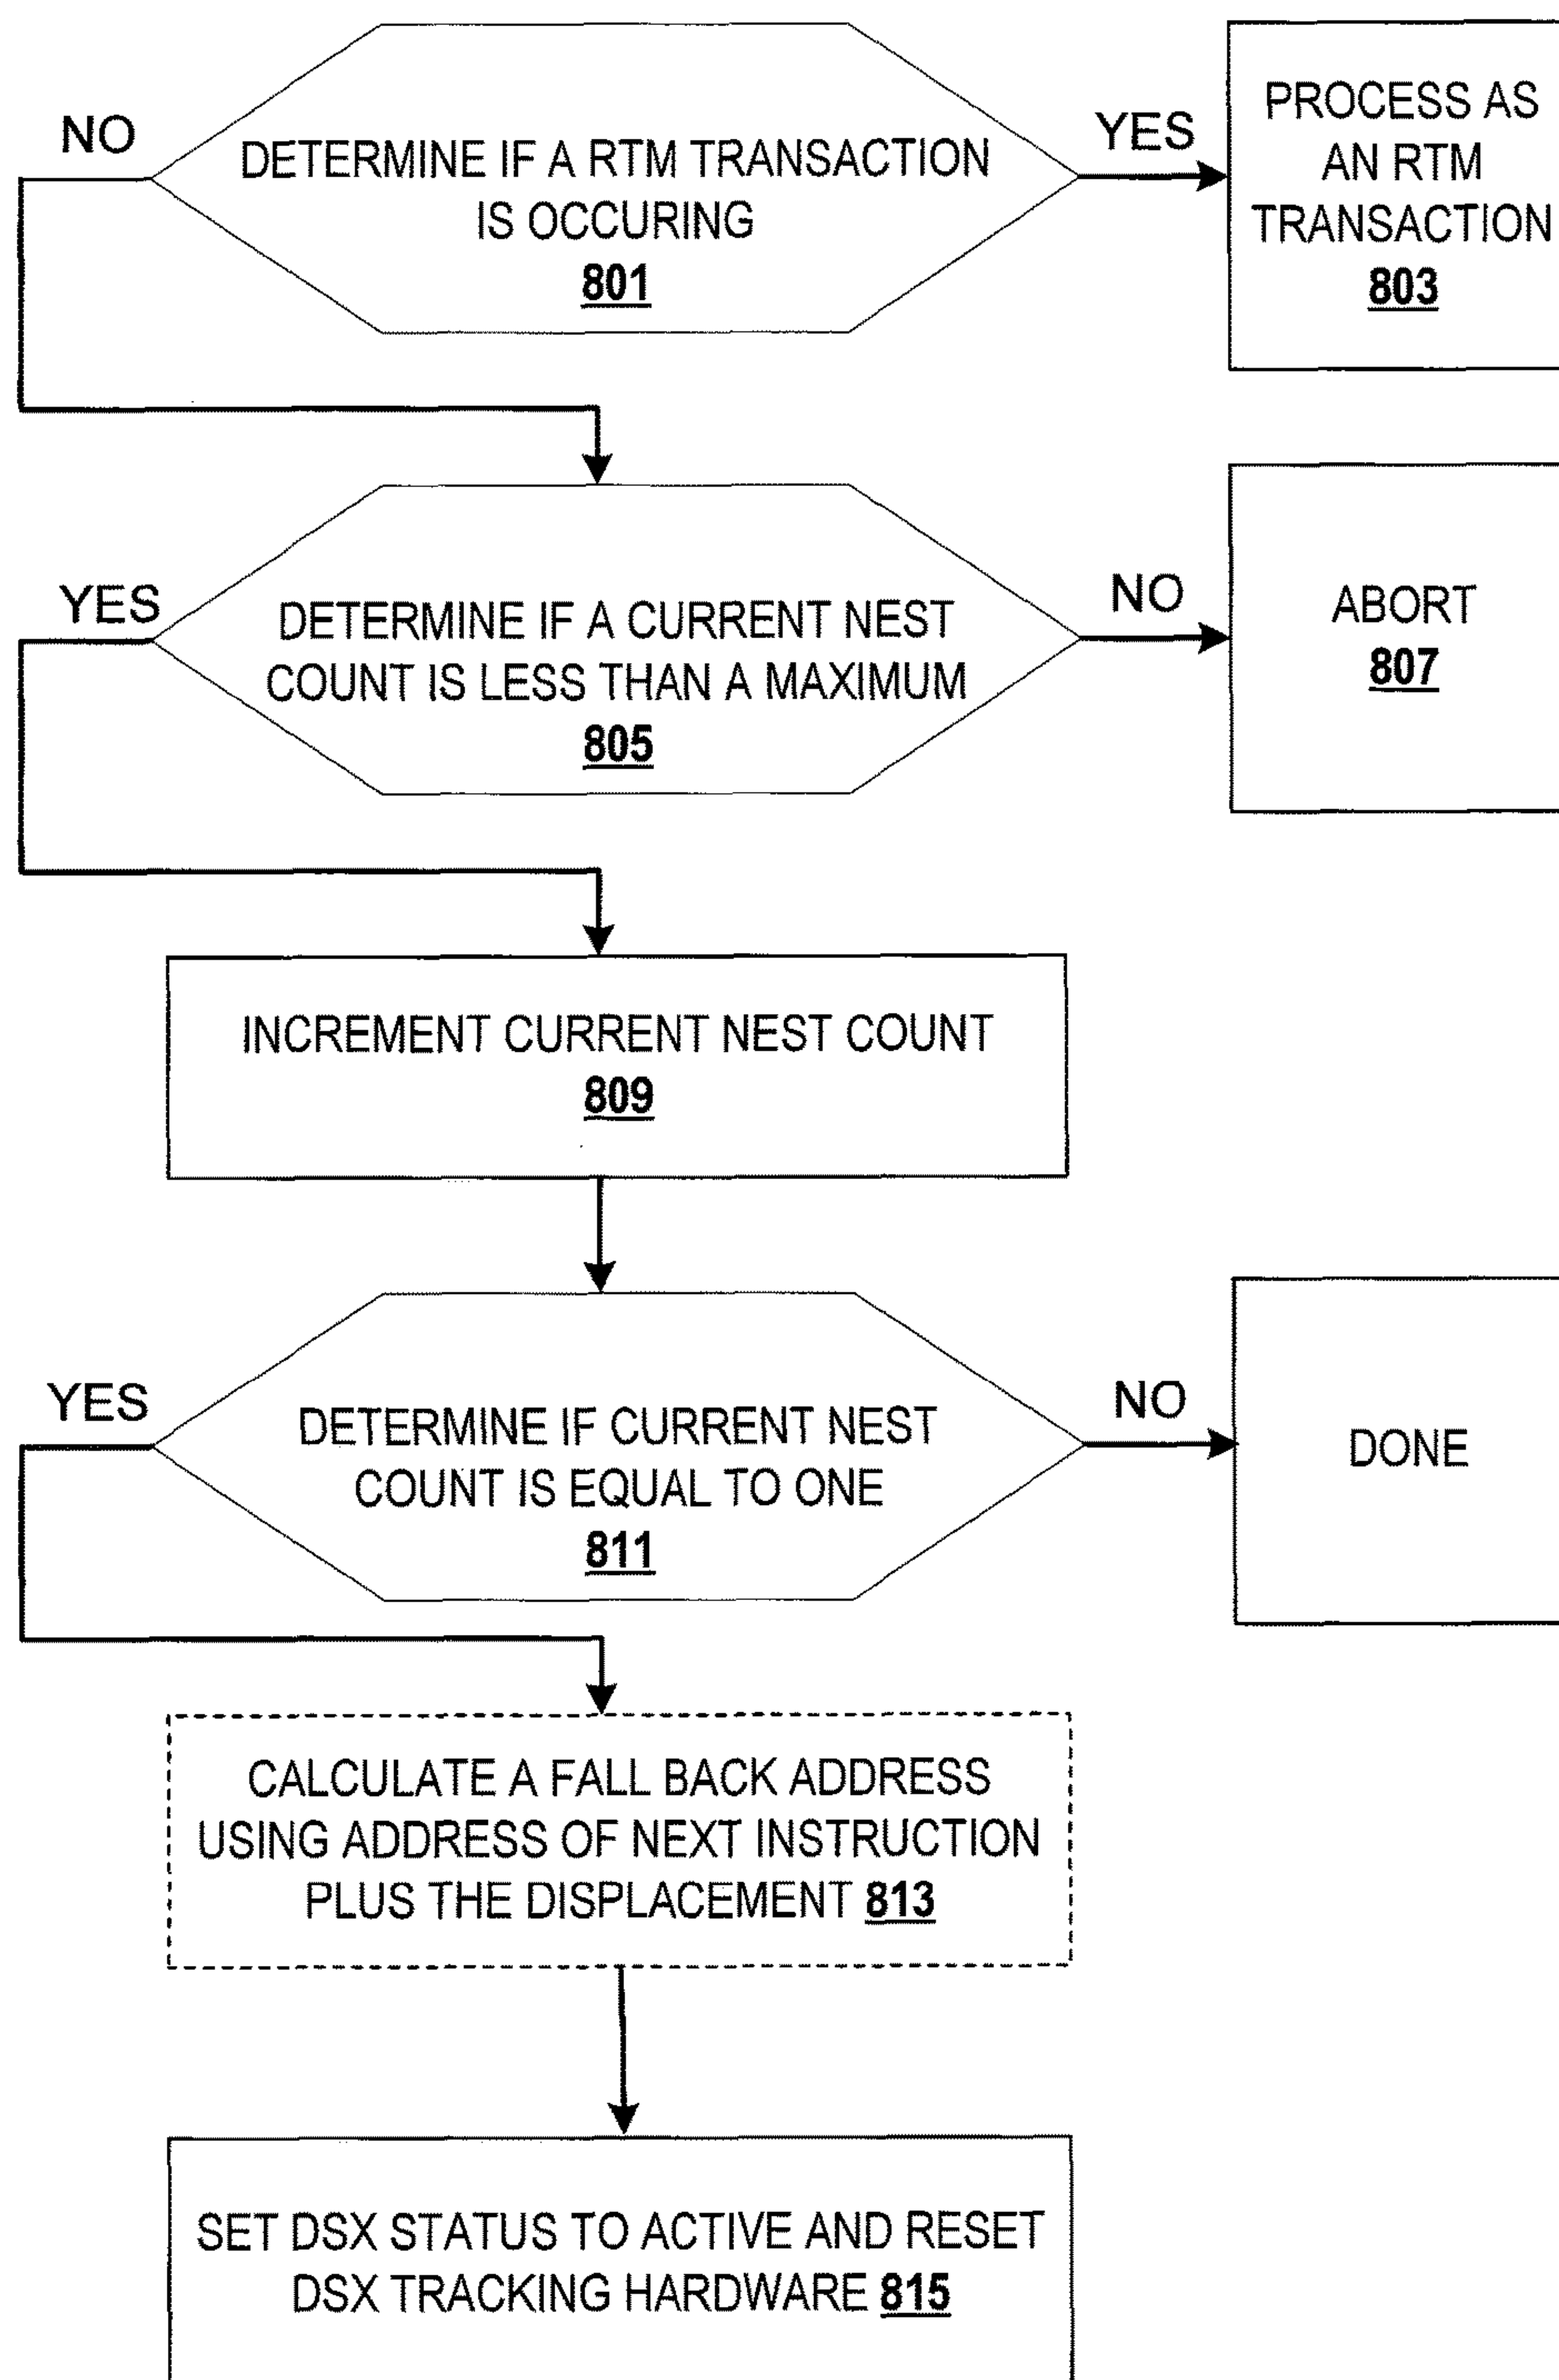 NO
DETERMINE IF A RTM TRANSACTION
IS OCCURING
801
YES
PROCESS AS
AN RTM
TRANSACTION
803
YES
DETERMINE IF A CURRENT NEST
COUNT IS LESS THAN A MAXIMUM
805
NO
ABORT
807
INCREMENT CURRENT NEST COUNT
809
YES
DETERMINE IF CURRENT NEST
COUNT IS EQUAL TO ONE
811
NO
DONE
CALCULATE A FALL BACK ADDRESS
USING ADDRESS OF NEXT INSTRUCTION
PLUS THE DISPLACEMENT 813
SET DSX STATUS TO ACTIVE AND RESET
DSX TRACKING HARDWARE 815